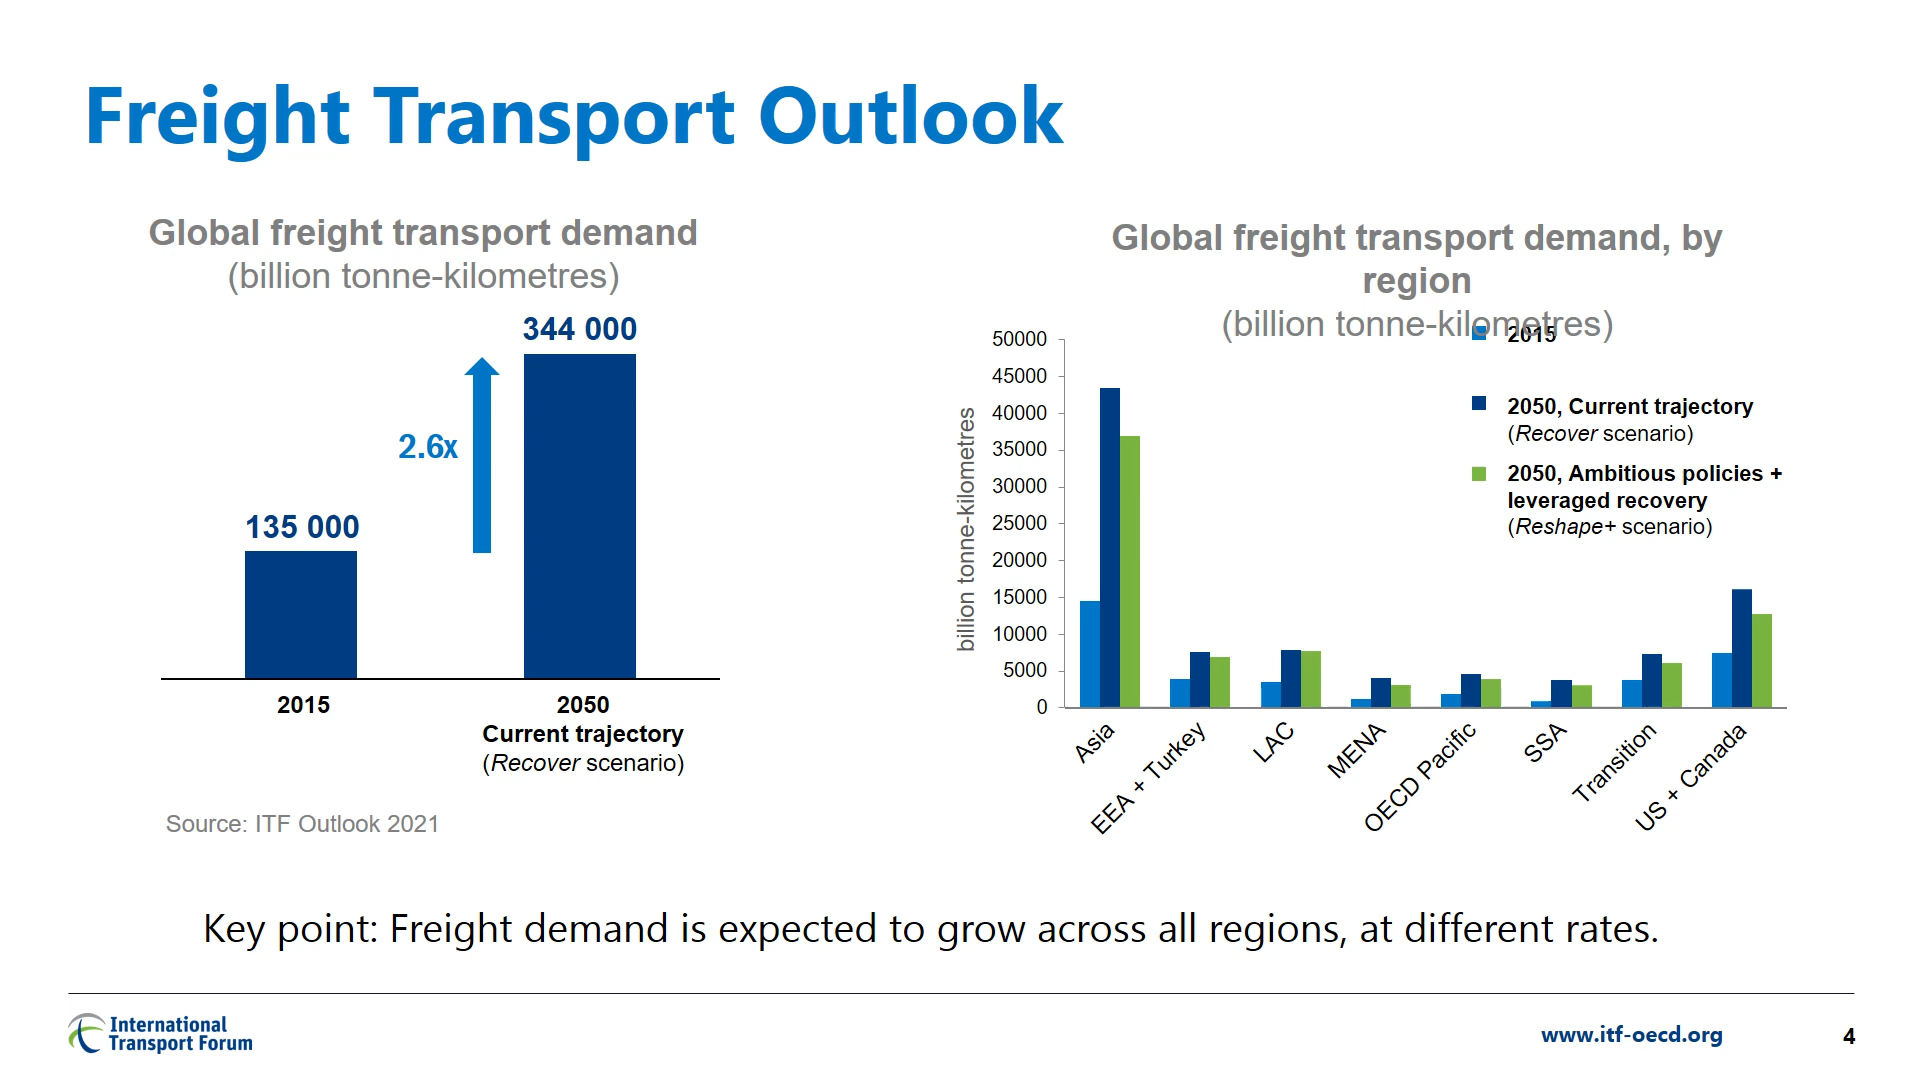 Freight Transport Outlook
Global freight transport demand
(billion tonne-kilometres)
344 000
2.6x
135 000
2015
2050
Current trajectory
(Recover scenario)
Source: ITF Outlook 2021
Global freight transport demand, by
region
(billion tonne-kilometres)
2015
2050, Current trajectory
(Recover scenario)
2050, Ambitious policies +
leveraged recovery
(Reshape+ scenario)
billion tonne-kilometres
50000
45000
40000
35000
30000
25000
20000
15000
10000
5000
0
Asia
EEA + Turkey
LAC
MENA
OECD Pacific
SSA
Transition
US + Canada
Key point: Freight demand is expected to grow across all regions, at different rates.
International
Transport Forum
www.itf-oecd.org
4